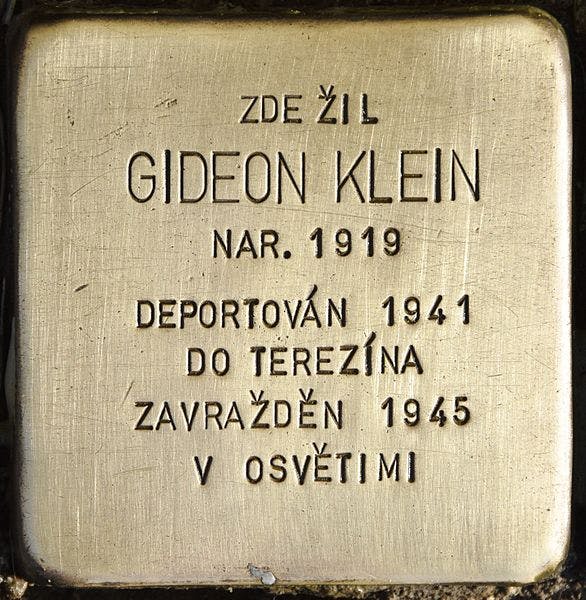 ZDE ŽIL
GIDEON KLEIN
NAR. 1919
DEPORTOVÁN 1941
DO TEREZÍNA
ZAVRAŽDĚN 1945
V OSVĚTIMI